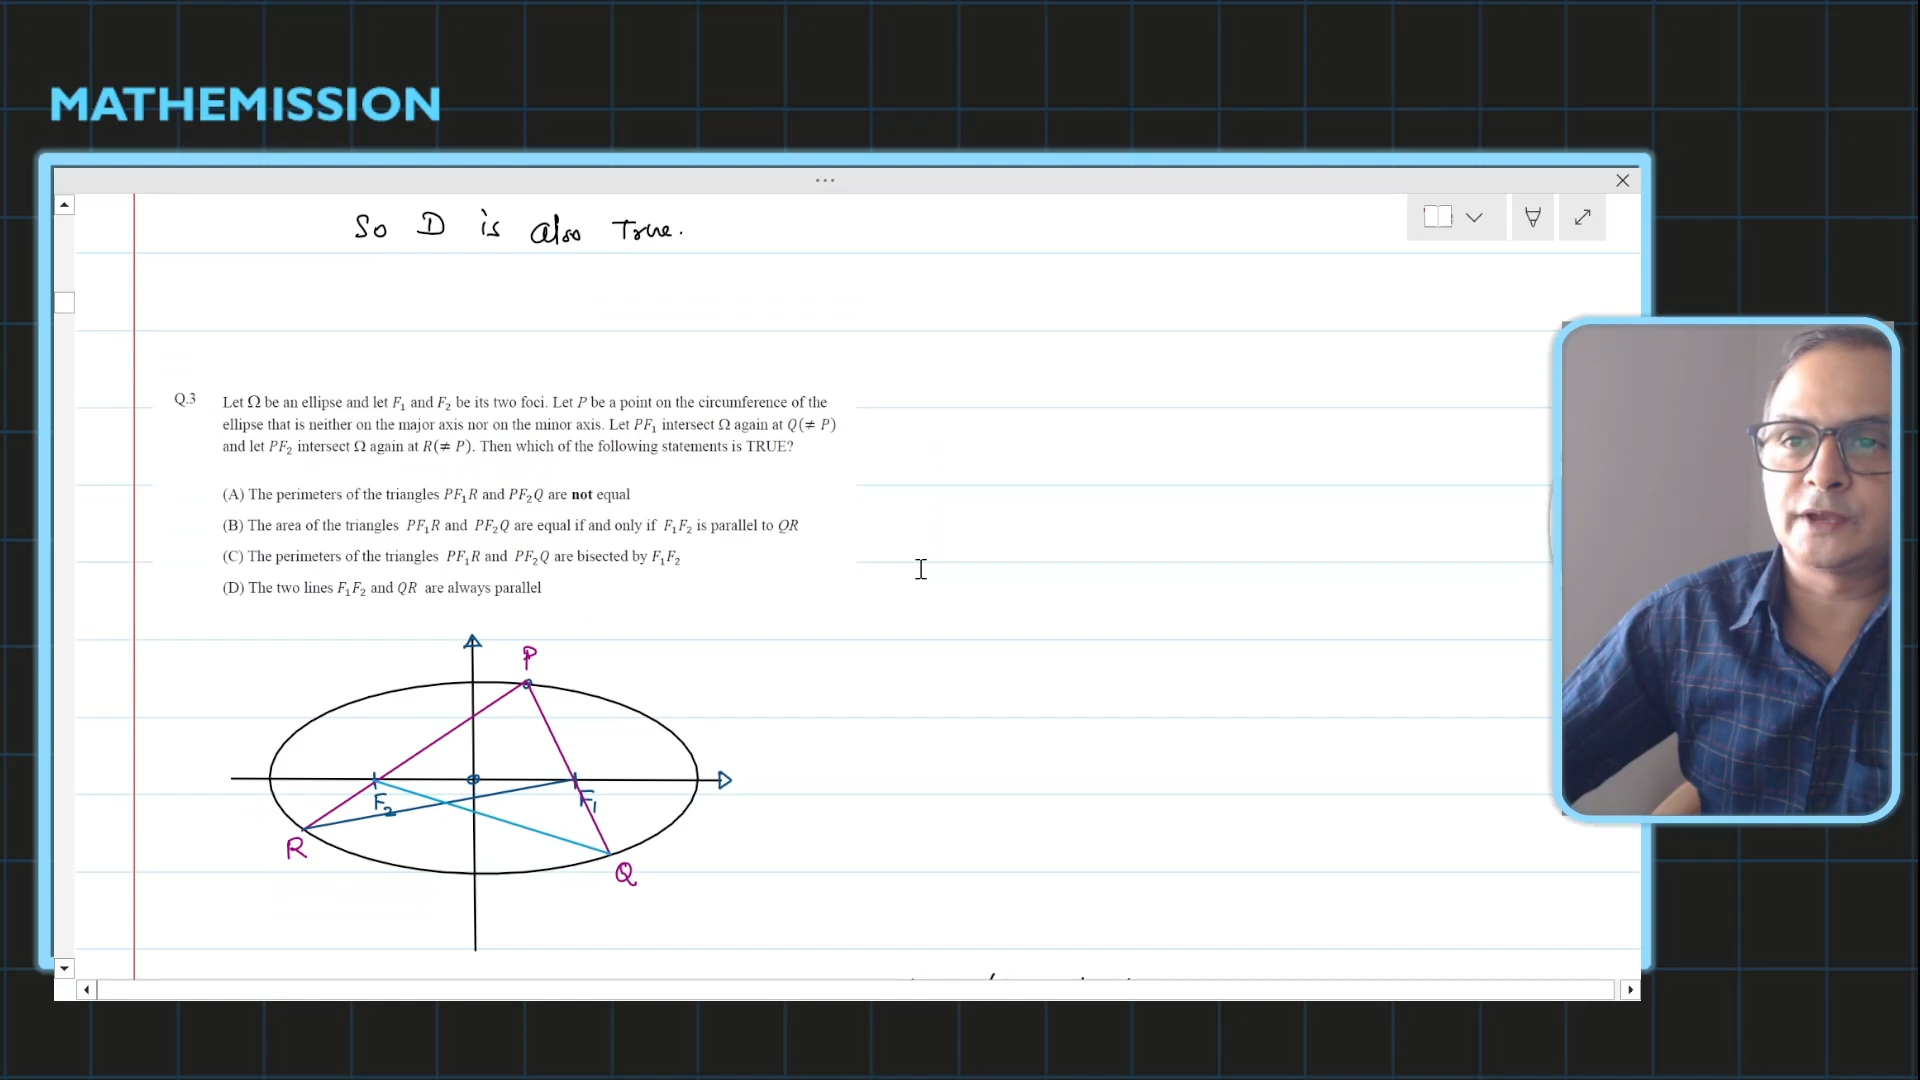 MATHEMISSION
So D is also True.
Q.3 Let Ω be an ellipse and let F₁ and F₂ be its two foci. Let P be a point on the circumference of the
ellipse that is neither on the major axis nor on the minor axis. Let PF₁ intersect Ω again at Q(≠ P)
and let PF₂ intersect Ω again at R(≠ P). Then which of the following statements is TRUE?
(A) The perimeters of the triangles PF₁R and PF₂Q are not equal
(B) The area of the triangles PF₁R and PF₂Q are equal if and only if F₁F₂ is parallel to QR
(C) The perimeters of the triangles PF₁R and PF₂Q are bisected by F₁F₂
(D) The two lines F₁F₂ and QR are always parallel
P
F₂
F₁
R
Q